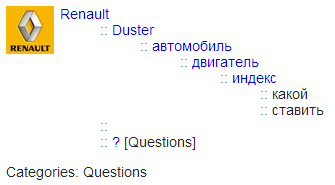 RENAULT
Renault
:: Duster
:: автомобиль
:: двигатель
:: индекс
:: какой
:: ставить
::
:: ? [Questions]
Categories: Questions